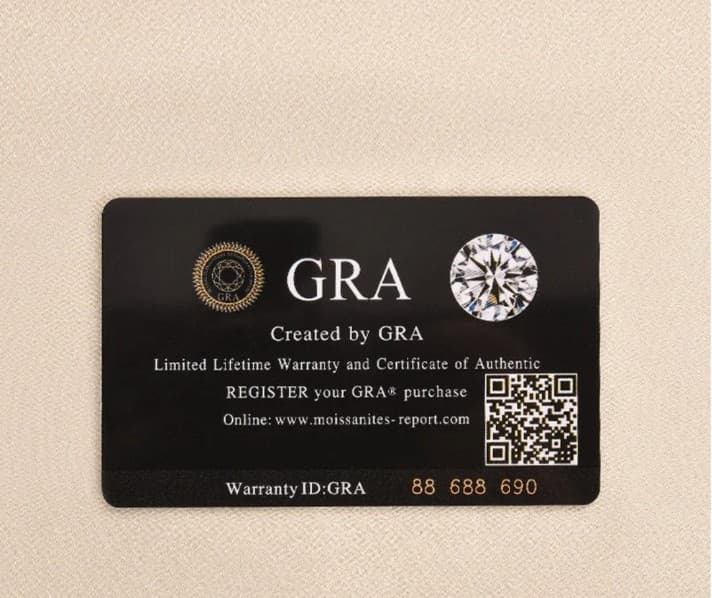 GRA
GRA
Created by GRA
Limited Lifetime Warranty and Certificate of Authentic
REGISTER your GRA® purchase
Online: www.moissanites-report.com
Warranty ID:GRA 88 688 690